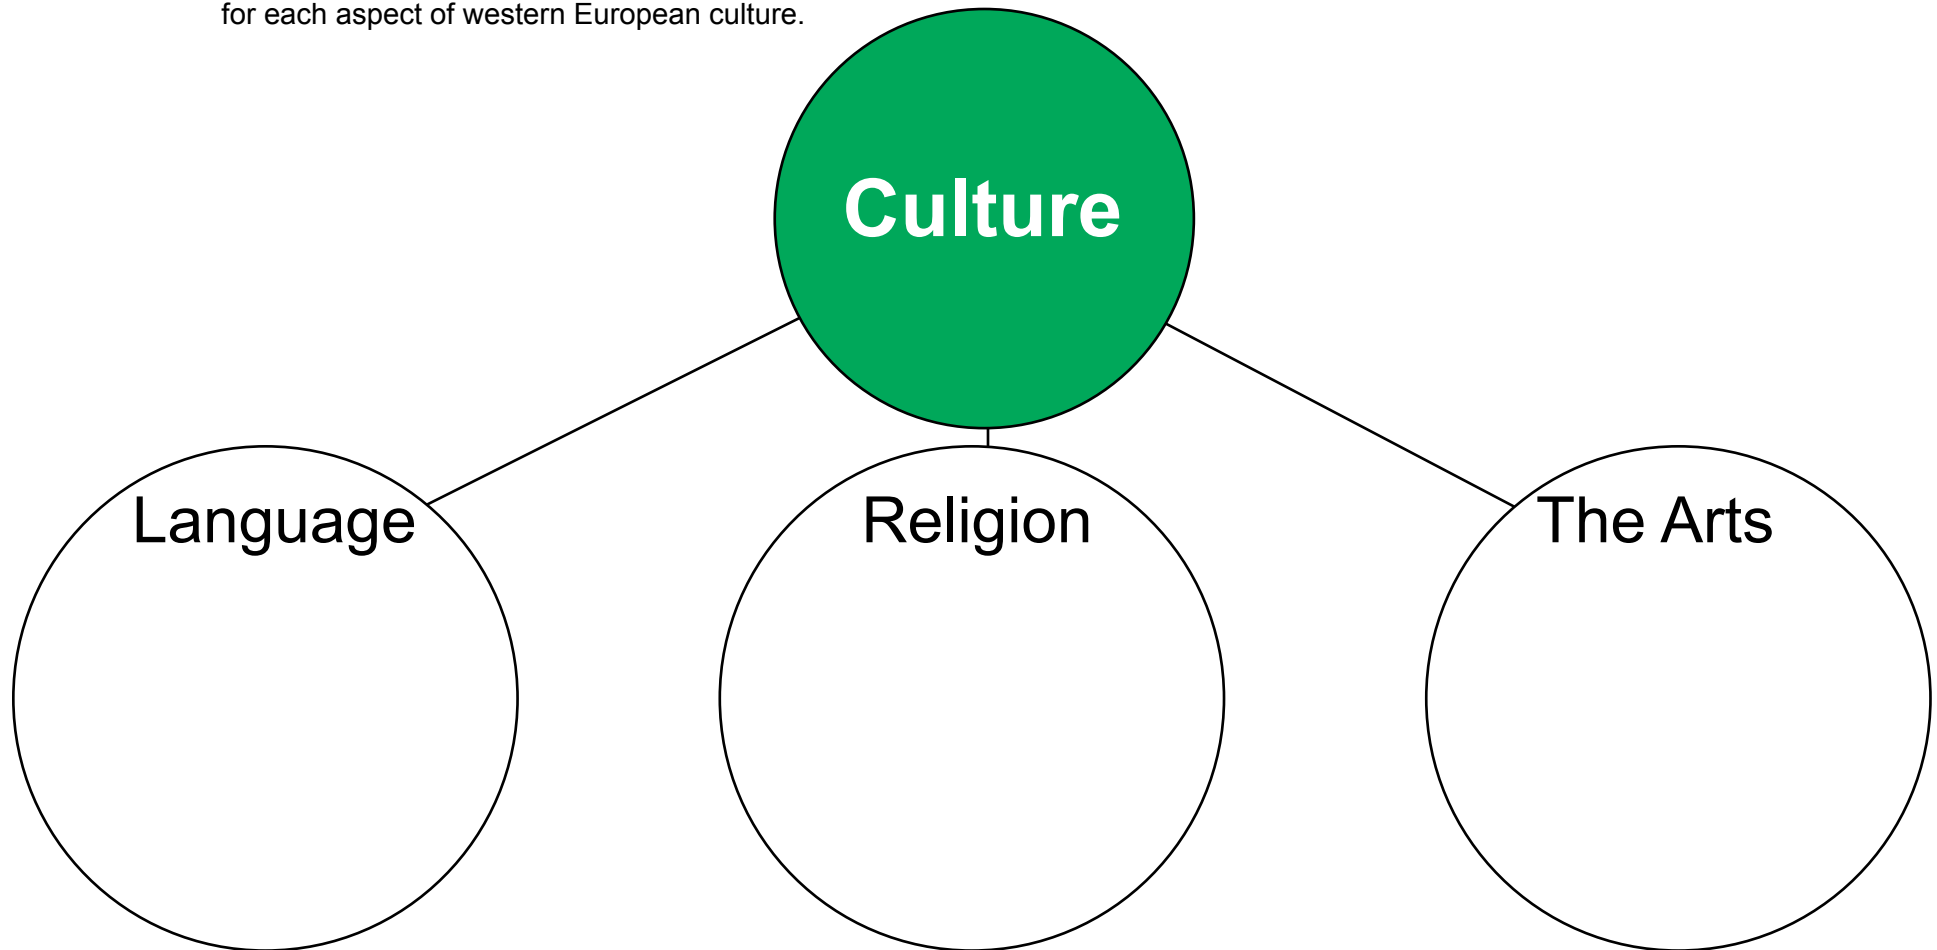 for each aspect of western European culture.
Culture
Language
Religion
The Arts